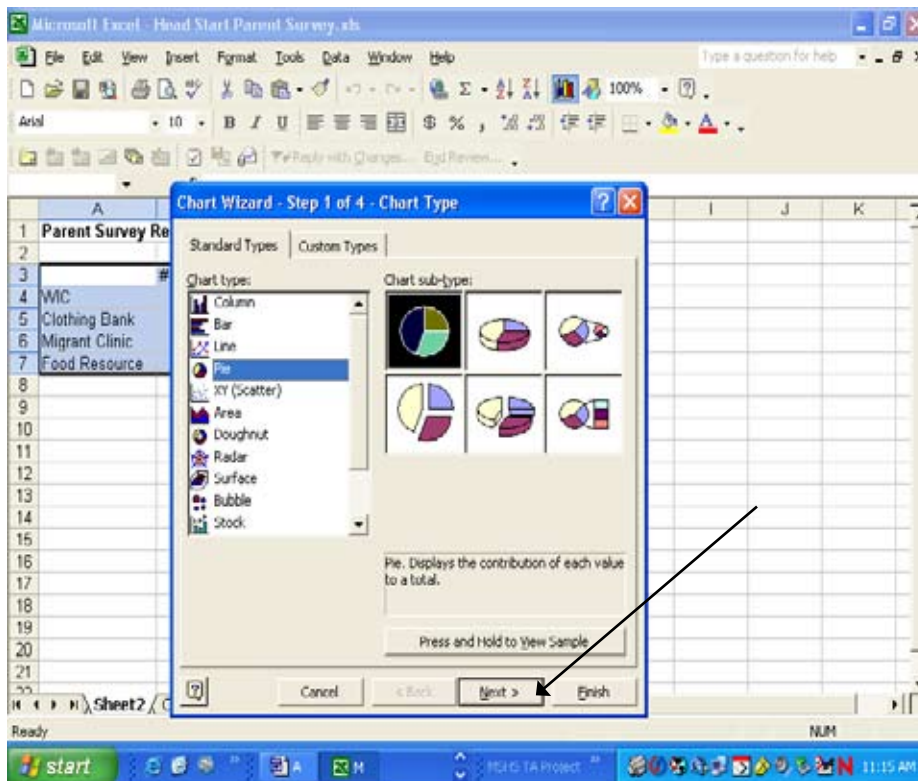 Microsoft Excel - Head Start Parent Survey.xls
File Edit View Insert Format Tools Data Window Help Type a question for help
100%
Arial 10 B I U $ % ,
Reply with Changes... End Review...
A I J K
Chart Wizard - Step 1 of 4 - Chart Type
1 Parent Survey Re
Standard Types Custom Types
2
3 #
Chart type: Chart sub-type:
4 WIC
Column
5 Clothing Bank
Bar
6 Migrant Clinic
Line
7 Food Resource
Pie
8
XY (Scatter)
9
Area
10
Doughnut
11
Radar
12
Surface
13
Bubble
14
Stock
15
16
Pie. Displays the contribution of each value
17
to a total.
18
19
Press and Hold to View Sample
20
21
22
Cancel < Back Next > Finish
Sheet2
Ready NUM
start A M MSHS TA Project N 11:15 AM